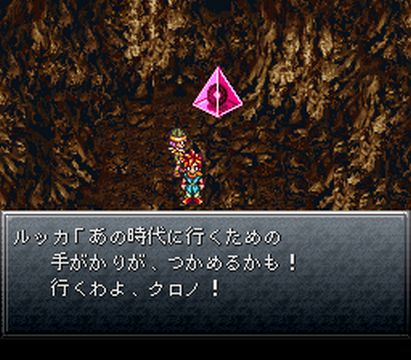 ルッカ「あの時代に行くための
手がかりが、つかめるかも！
行くわよ、クロノ！